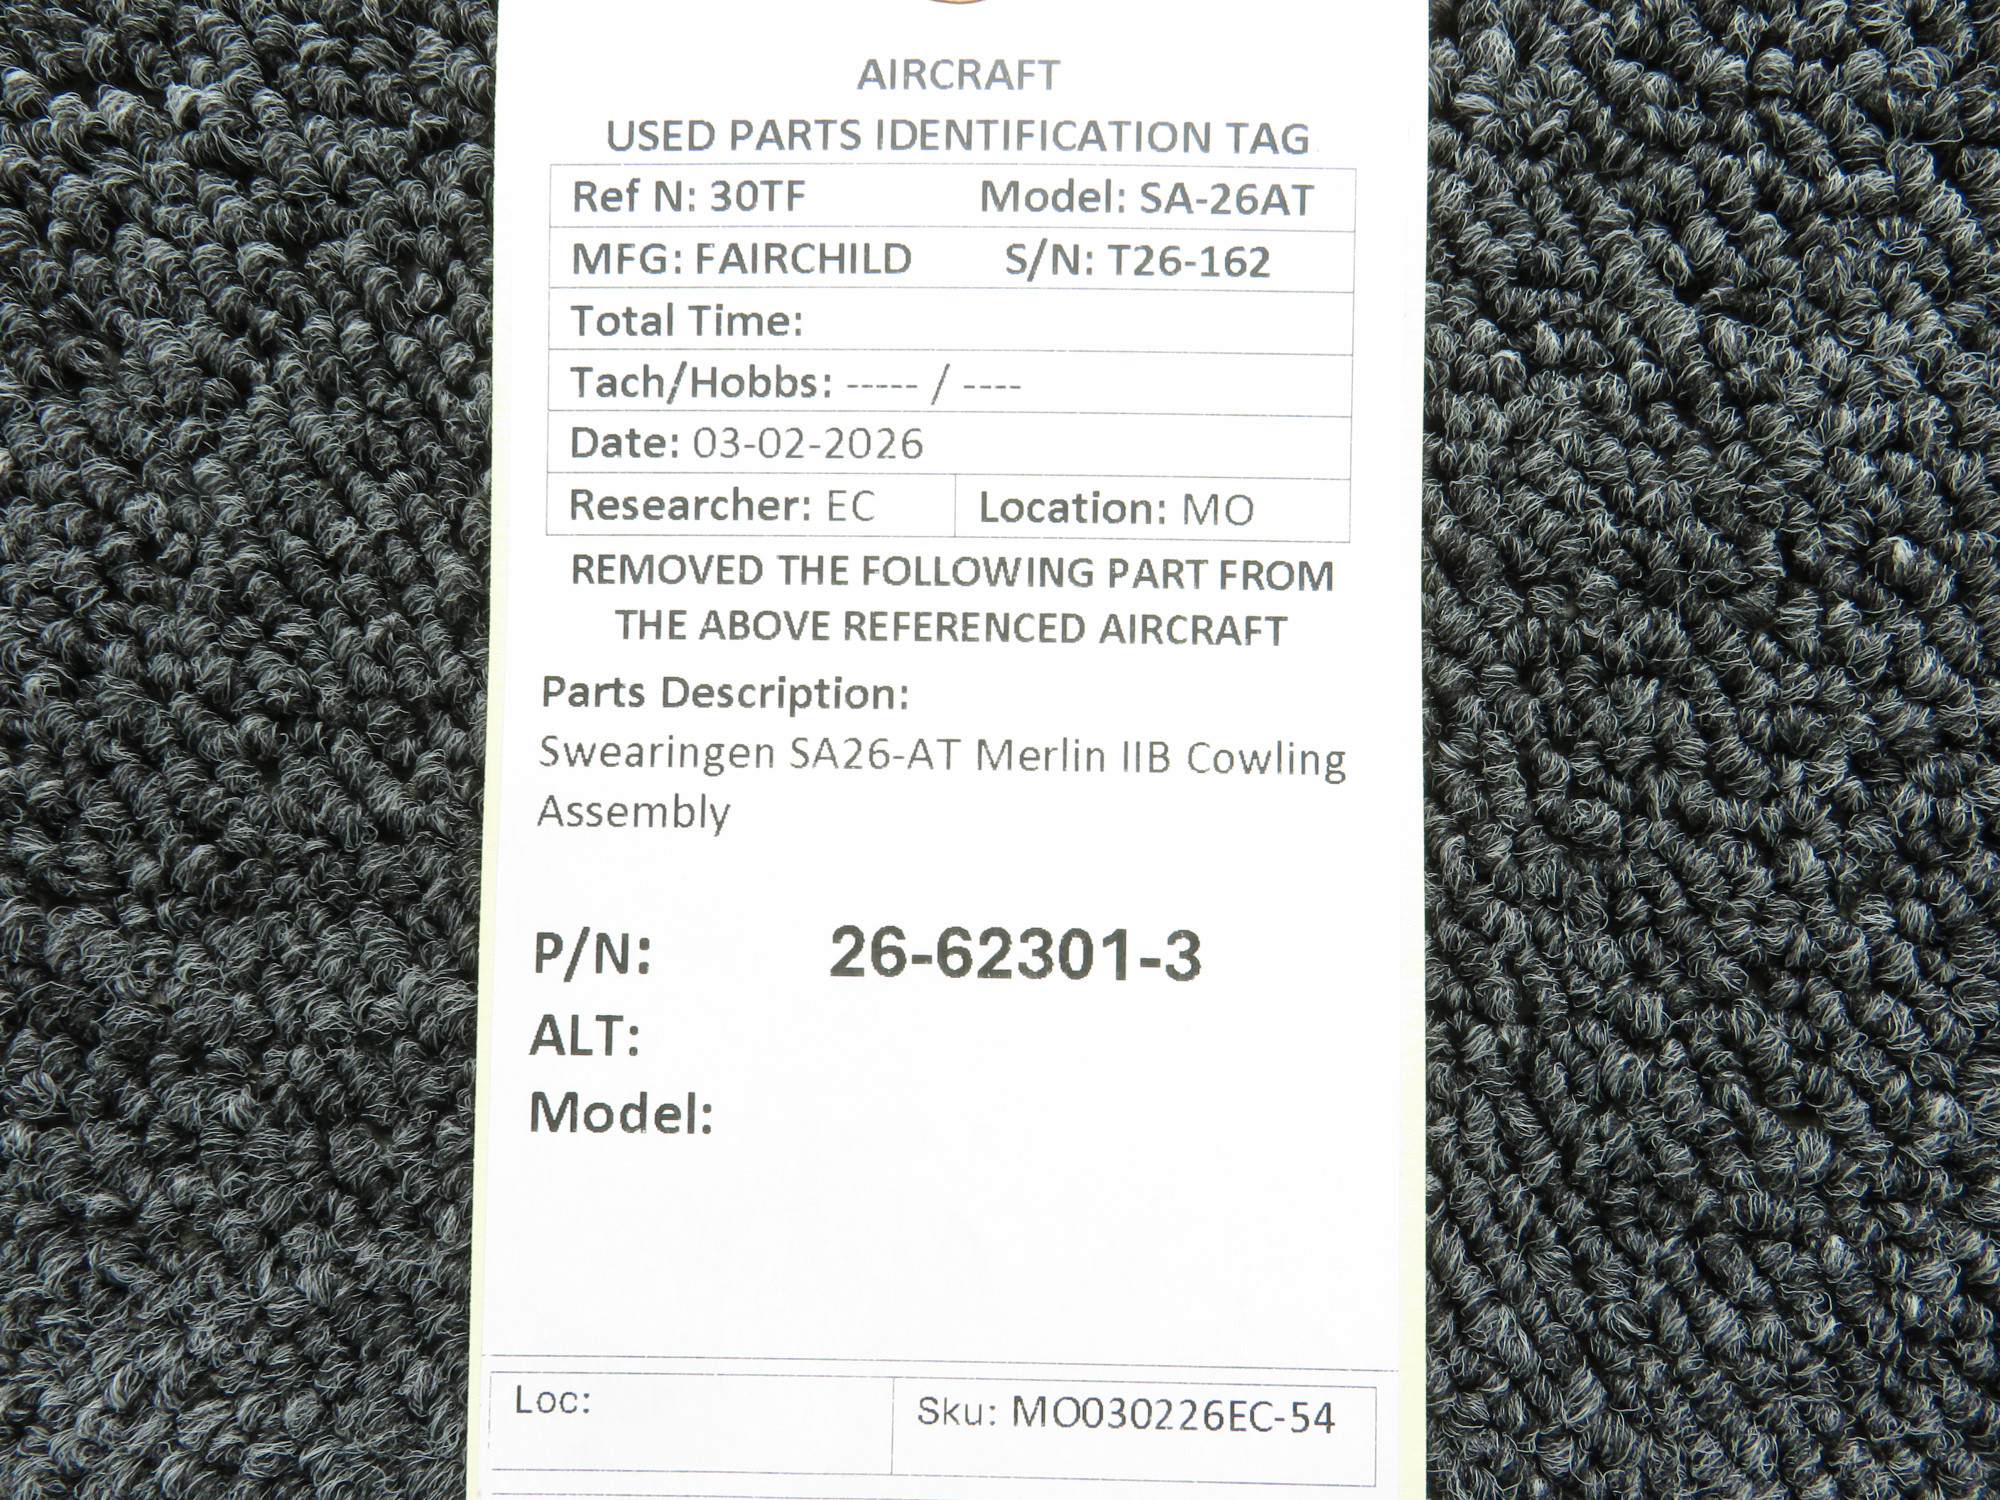 AIRCRAFT
USED PARTS IDENTIFICATION TAG
Ref N: 30TF Model: SA-26AT
MFG: FAIRCHILD S/N: T26-162
Total Time:
Tach/Hobbs: ----- / ----
Date: 03-02-2026
Researcher: EC Location: MO
REMOVED THE FOLLOWING PART FROM
THE ABOVE REFERENCED AIRCRAFT
Parts Description:
Swearingen SA26-AT Merlin IIB Cowling
Assembly
P/N: 26-62301-3
ALT:
Model:
Loc: Sku: MO030226EC-54